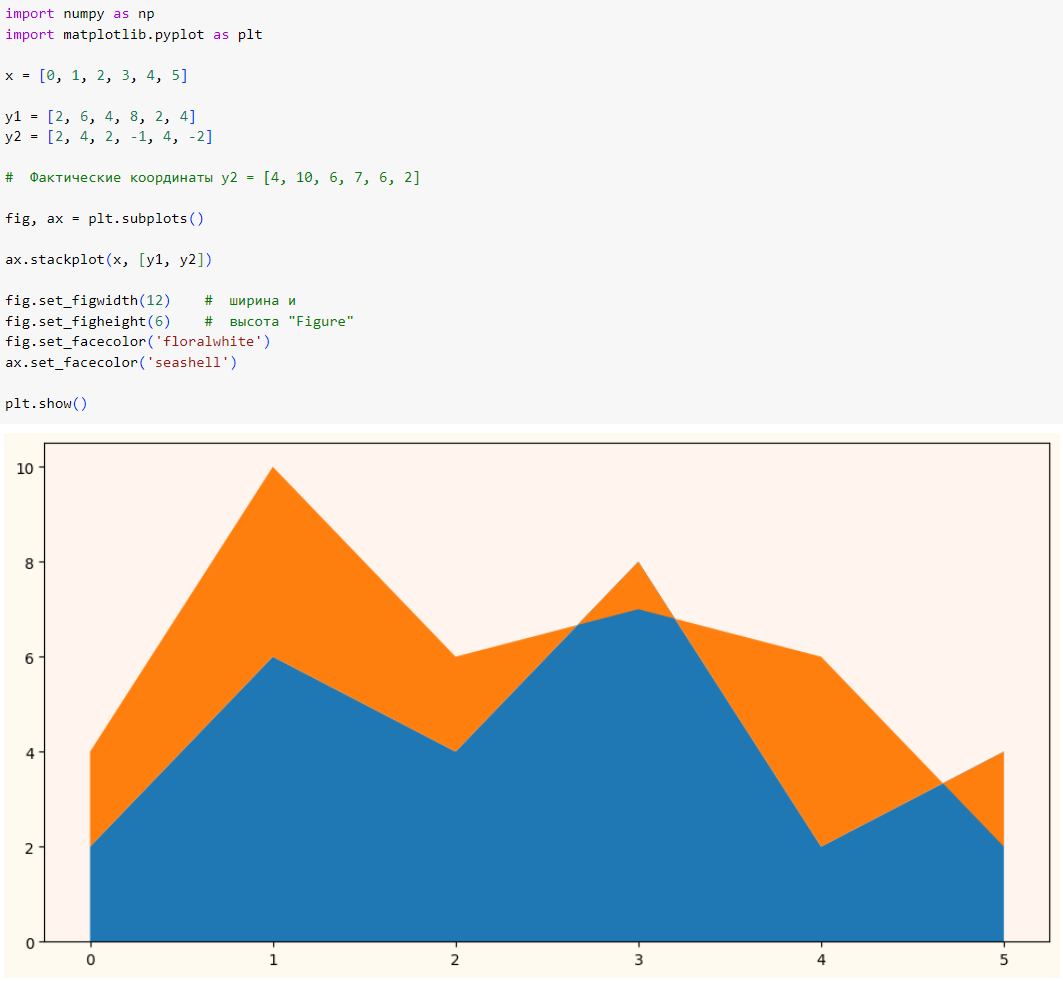 import numpy as np
import matplotlib.pyplot as plt
x = [0, 1, 2, 3, 4, 5]
y1 = [2, 6, 4, 8, 2, 4]
y2 = [2, 4, 2, -1, 4, -2]
#  Фактические координаты y2 = [4, 10, 6, 7, 6, 2]
fig, ax = plt.subplots()
ax.stackplot(x, [y1, y2])
fig.set_figwidth(12)    #  ширина и
fig.set_figheight(6)    #  высота "Figure"
fig.set_facecolor('floralwhite')
ax.set_facecolor('seashell')
plt.show()
10
8
6
4
2
0
0 1 2 3 4 5